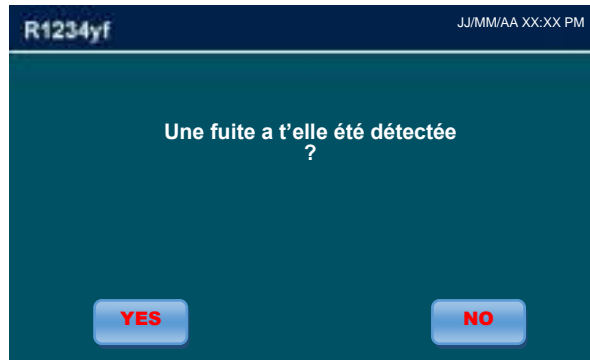 R1234yf
JJ/MM/AA XX:XX PM
Une fuite a t'elle été détectée
?
YES
NO